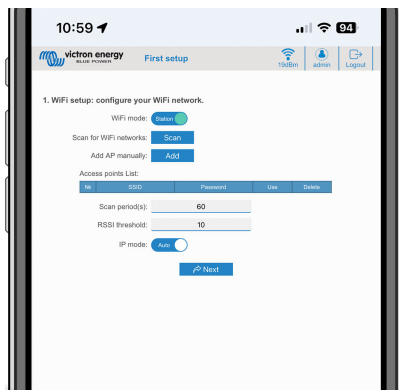 10:59
94
victron energy
BLUE POWER
First setup
19dBm
admin
Logout
1. WiFi setup: configure your WiFi network.
WiFi mode: Station
Scan for WiFi networks: Scan
Add AP manually: Add
Access points List:
№ SSID Password Use Delete
Scan period(s): 60
RSSI threshold: 10
IP mode: Auto
Next